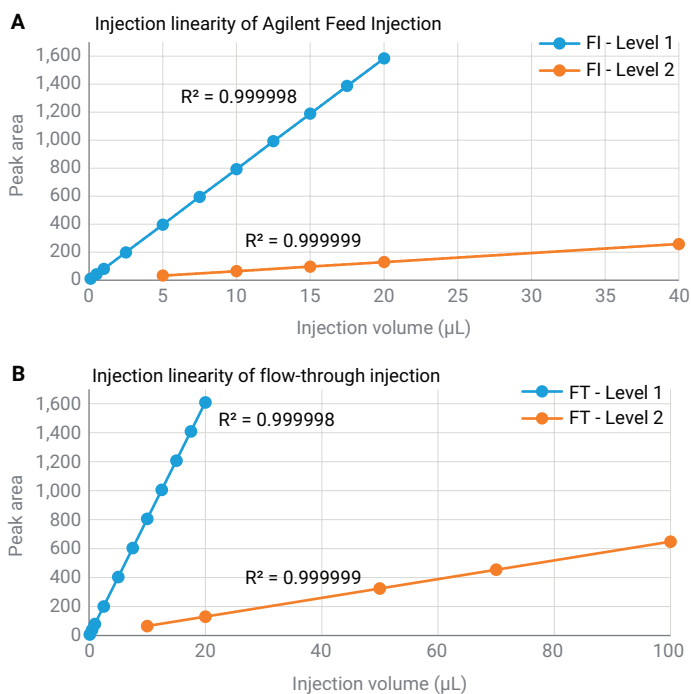 A
Injection linearity of Agilent Feed Injection
FI - Level 1
FI - Level 2
R² = 0.999998
R² = 0.999999
Peak area
1,600
1,400
1,200
1,000
800
600
400
200
0
0 5 10 15 20 25 30 35 40
Injection volume (µL)
B
Injection linearity of flow-through injection
FT - Level 1
FT - Level 2
R² = 0.999998
R² = 0.999999
Peak area
1,600
1,400
1,200
1,000
800
600
400
200
0
0 20 40 60 80 100
Injection volume (µL)